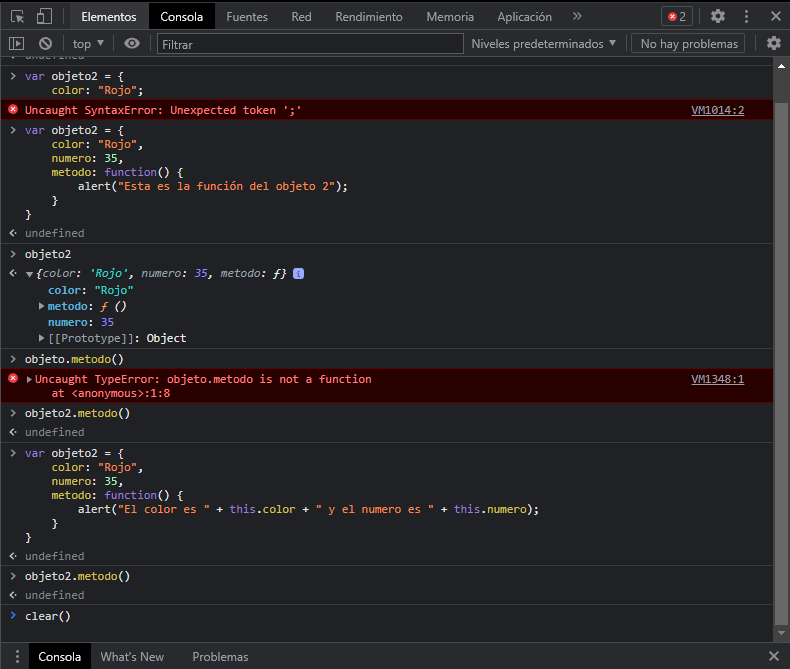 Elementos Consola Fuentes Red Rendimiento Memoria Aplicación » 2
top ▼ Filtrar Niveles predeterminados ▼ No hay problemas
undefined
> var objeto2 = {
color: "Rojo";
Uncaught SyntaxError: Unexpected token ';' VM1014:2
> var objeto2 = {
color: "Rojo",
numero: 35,
metodo: function() {
alert("Esta es la función del objeto 2");
}
}
undefined
> objeto2
{color: 'Rojo', numero: 35, metodo: ƒ} i
color: "Rojo"
metodo: ƒ ()
numero: 35
[[Prototype]]: Object
> objeto.metodo()
Uncaught TypeError: objeto.metodo is not a function VM1348:1
at <anonymous>:1:8
> objeto2.metodo()
undefined
> var objeto2 = {
color: "Rojo",
numero: 35,
metodo: function() {
alert("El color es " + this.color + " y el numero es " + this.numero);
}
}
undefined
> objeto2.metodo()
undefined
> clear()
Consola What's New Problemas